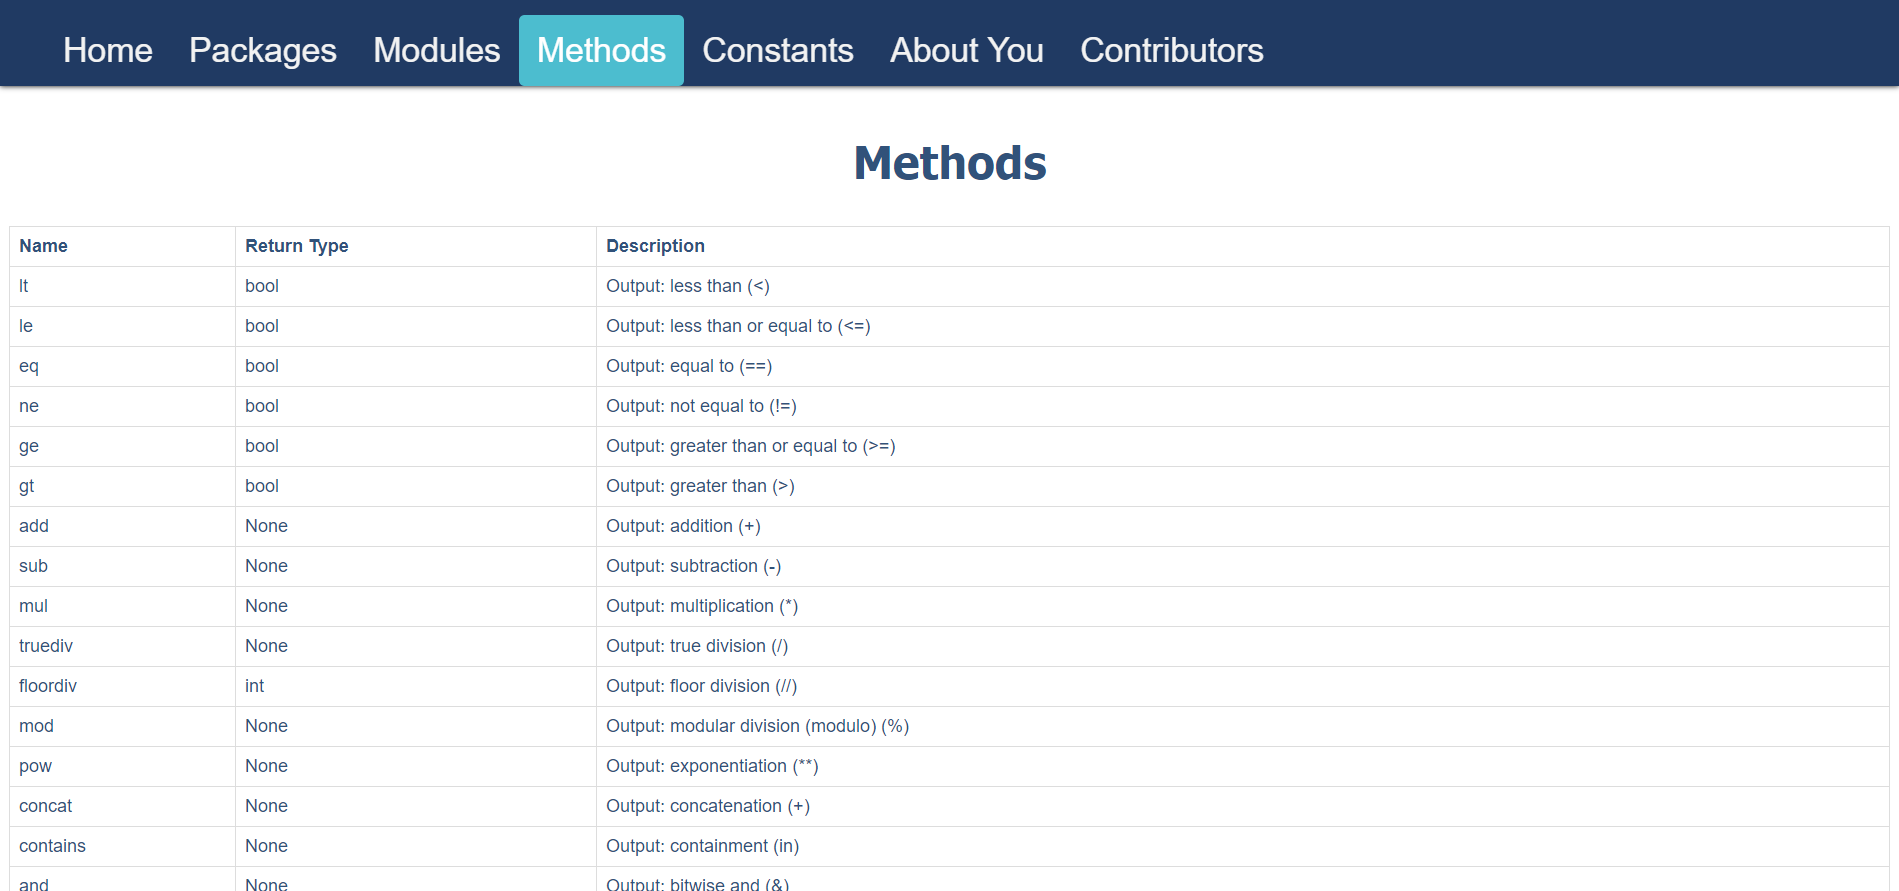 Home Packages Modules Methods Constants About You Contributors
Methods
Name Return Type Description
lt bool Output: less than (<)
le bool Output: less than or equal to (<=)
eq bool Output: equal to (==)
ne bool Output: not equal to (!=)
ge bool Output: greater than or equal to (>=)
gt bool Output: greater than (>)
add None Output: addition (+)
sub None Output: subtraction (-)
mul None Output: multiplication (*)
truediv None Output: true division (/)
floordiv int Output: floor division (//)
mod None Output: modular division (modulo) (%)
pow None Output: exponentiation (**)
concat None Output: concatenation (+)
contains None Output: containment (in)
and None Output: bitwise and (&)